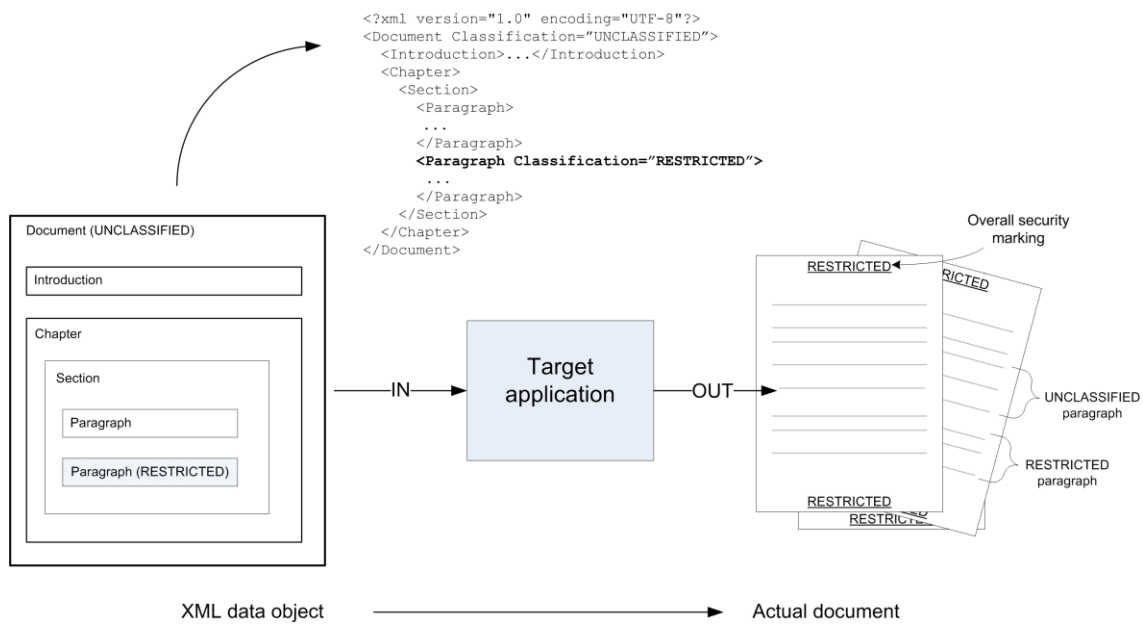 <?xml version="1.0" encoding="UTF-8"?>
<Document Classification=”UNCLASSIFIED”>
<Introduction>...</Introduction>
<Chapter>
<Section>
<Paragraph>
...
</Paragraph>
<Paragraph Classification=”RESTRICTED”>
...
</Paragraph>
</Section>
</Chapter>
</Document>
Document (UNCLASSIFIED)
Introduction
Chapter
Section
Paragraph
Paragraph (RESTRICTED)
IN
Target
application
OUT
Overall security
marking
RESTRICTED
RICTED
UNCLASSIFIED
paragraph
RESTRICTED
paragraph
RESTRICTED
XML data object
Actual document